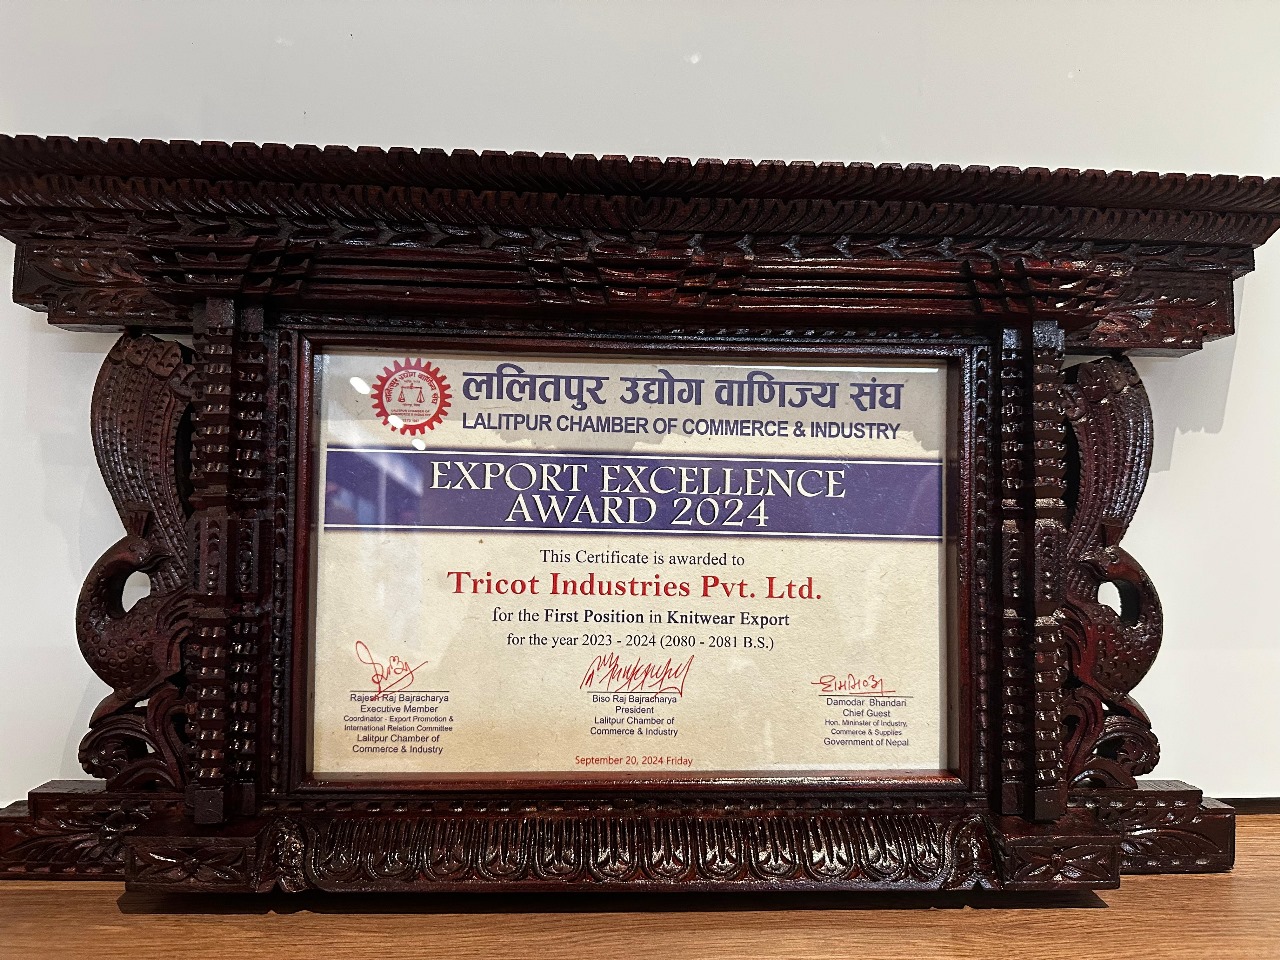 ललितपुर उद्योग वाणिज्य संघ
LALITPUR CHAMBER OF COMMERCE & INDUSTRY
EXPORT EXCELLENCE
AWARD 2024
This Certificate is awarded to
Tricot Industries Pvt. Ltd.
for the First Position in Knitwear Export
for the year 2023 - 2024 (2080 - 2081 B.S.)
Rajesh Raj Bajracharya
Executive Member
Coordinator - Export Promotion &
International Relation Committee
Lalitpur Chamber of
Commerce & Industry
Biso Raj Bajracharya
President
Lalitpur Chamber of
Commerce & Industry
Damodar Bhandari
Chief Guest
Hon. Mininster of Industry,
Commerce & Supplies
Government of Nepal
September 20, 2024 Friday